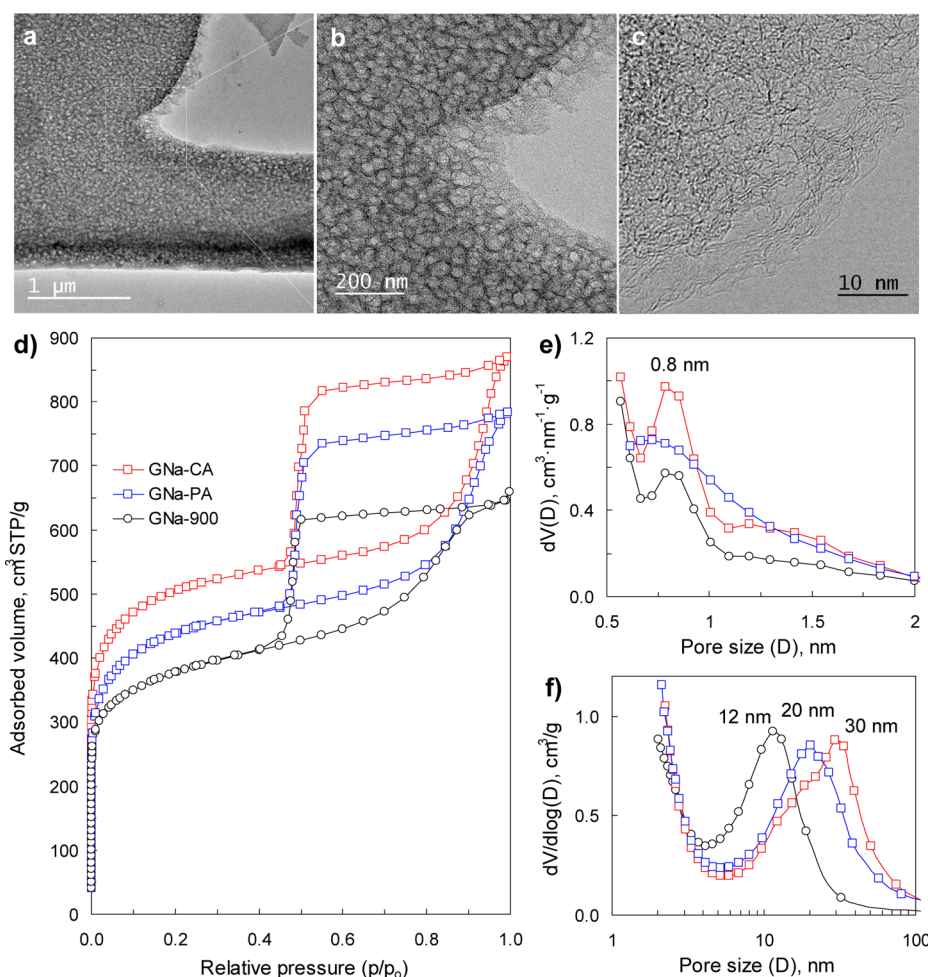 a
b
c
1 µm
200 nm
10 nm
d)
900
800
700
600
500
400
300
200
100
0
Adsorbed volume, cm³STP/g
GNa-CA
GNa-PA
GNa-900
0.0 0.2 0.4 0.6 0.8 1.0
Relative pressure (p/p₀)
e)
1.2
0.9
0.6
0.3
0.0
dV(D), cm³·nm⁻¹·g⁻¹
0.8 nm
0.5 1 1.5 2
Pore size (D), nm
f)
1.0
0.5
0.0
dV/dlog(D), cm³/g
12 nm
20 nm
30 nm
1 10 100
Pore size (D), nm